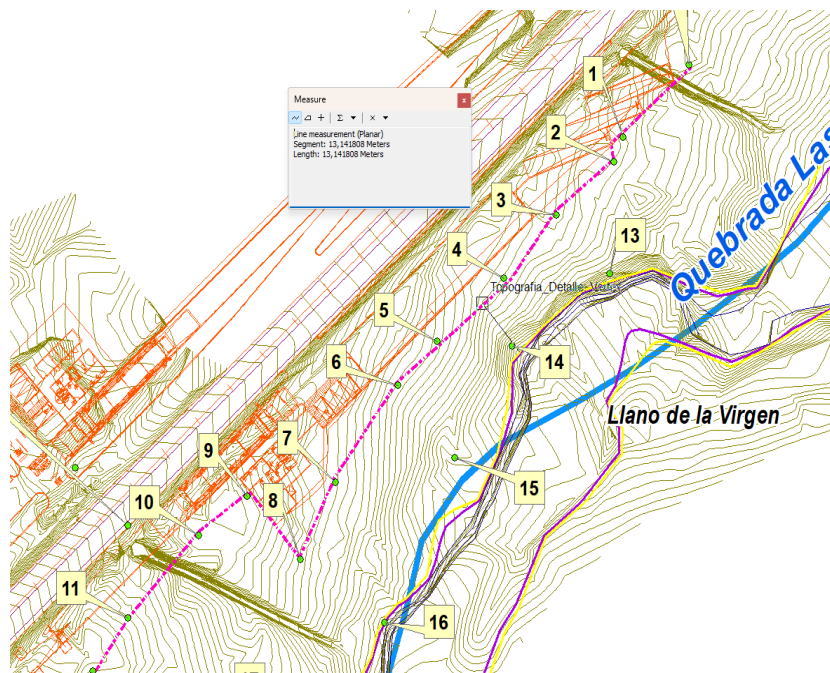 Measure
Line measurement (Planar)
Segment: 13,141808 Meters
Length: 13,141808 Meters
1
2
3
4
5
6
7
8
9
10
11
13
14
15
16
Quebrada Las
Llano de la Virgen